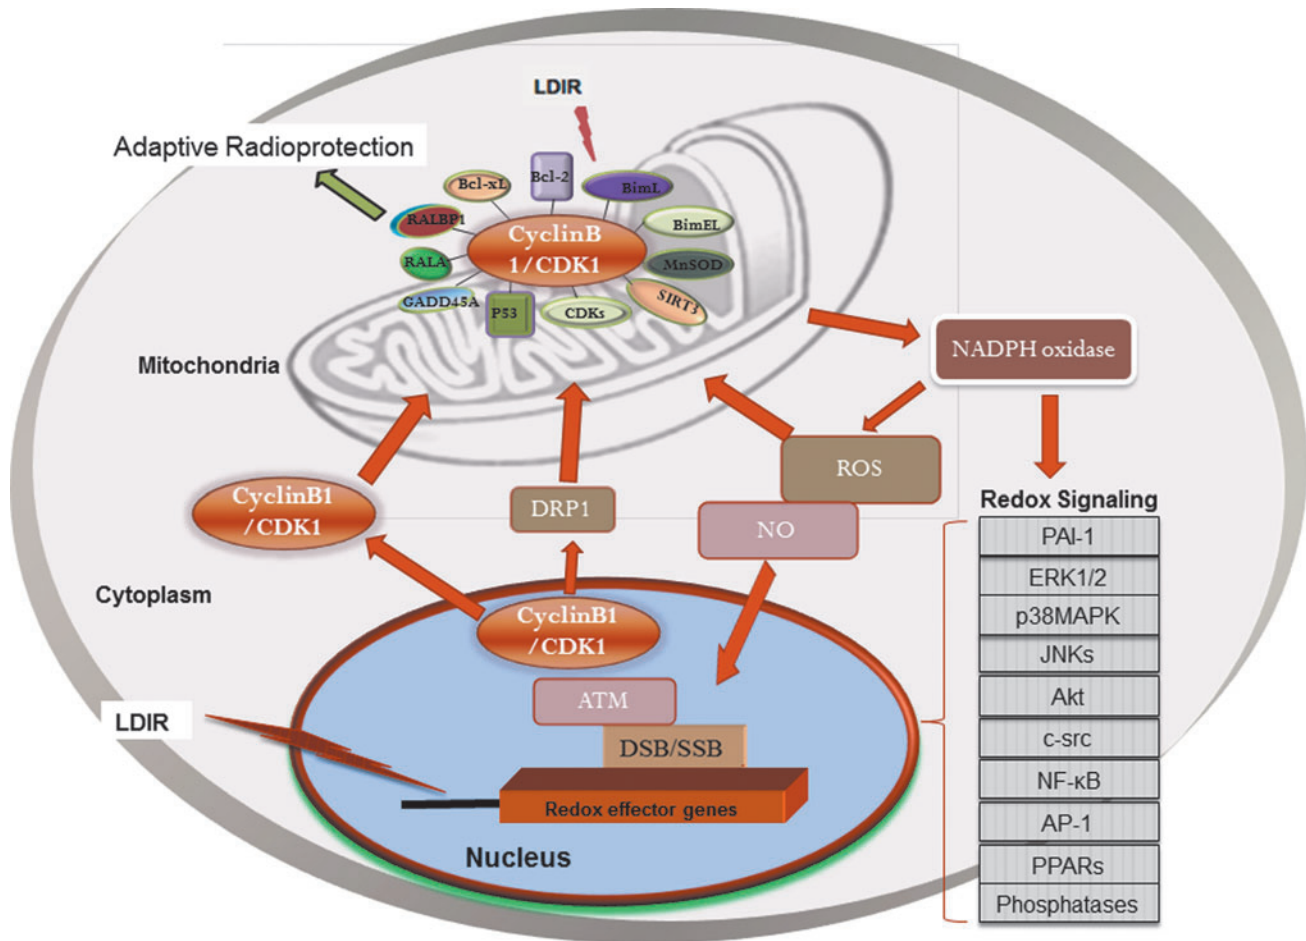 LDIR
Adaptive Radioprotection
Bcl-xL
Bcl-2
BimL
RALBP1
BimEL
CyclinB
1/CDK1
RALA
MnSOD
GADD45A
P53
CDKs
SIRT3
Mitochondria
NADPH oxidase
ROS
CyclinB1
/CDK1
DRP1
NO
Redox Signaling
PAI-1
ERK1/2
p38MAPK
JNKs
Akt
c-src
NF-κB
AP-1
PPARs
Phosphatases
Cytoplasm
CyclinB1
/CDK1
ATM
LDIR
DSB/SSB
Redox effector genes
Nucleus